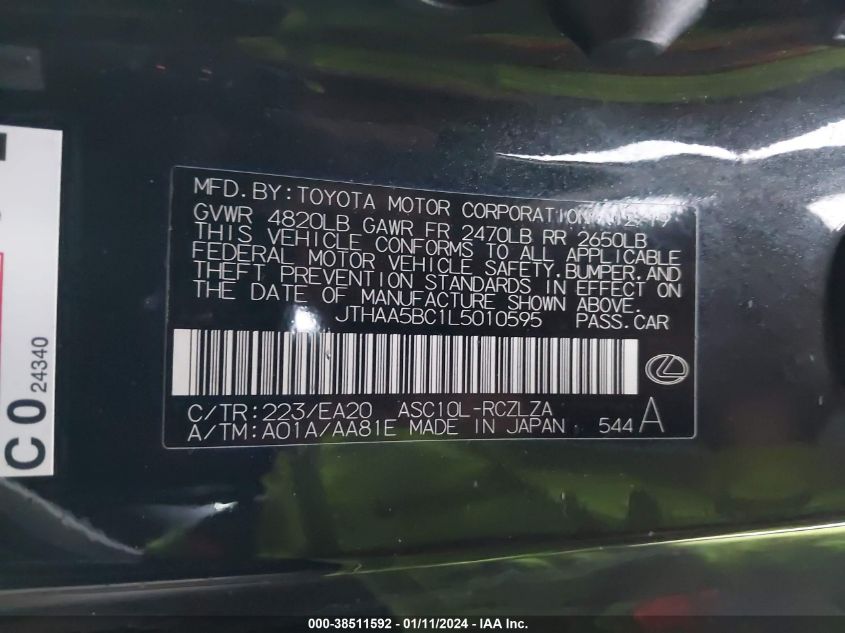 MFD. BY: TOYOTA MOTOR CORPORATION 12-19
GVWR 4820LB GAWR FR 2470LB RR 2650LB
THIS VEHICLE CONFORMS TO ALL APPLICABLE
FEDERAL MOTOR VEHICLE SAFETY, BUMPER, AND
THEFT PREVENTION STANDARDS IN EFFECT ON
THE DATE OF MANUFACTURE SHOWN ABOVE.
JTHAA5BC1L5010595 PASS. CAR
C/TR: 223/EA20 ASC10L-RCZLZA
A/TM: A01A/AA81E MADE IN JAPAN 544 A
C0 24340
000-38511592 - 01/11/2024 - IAA